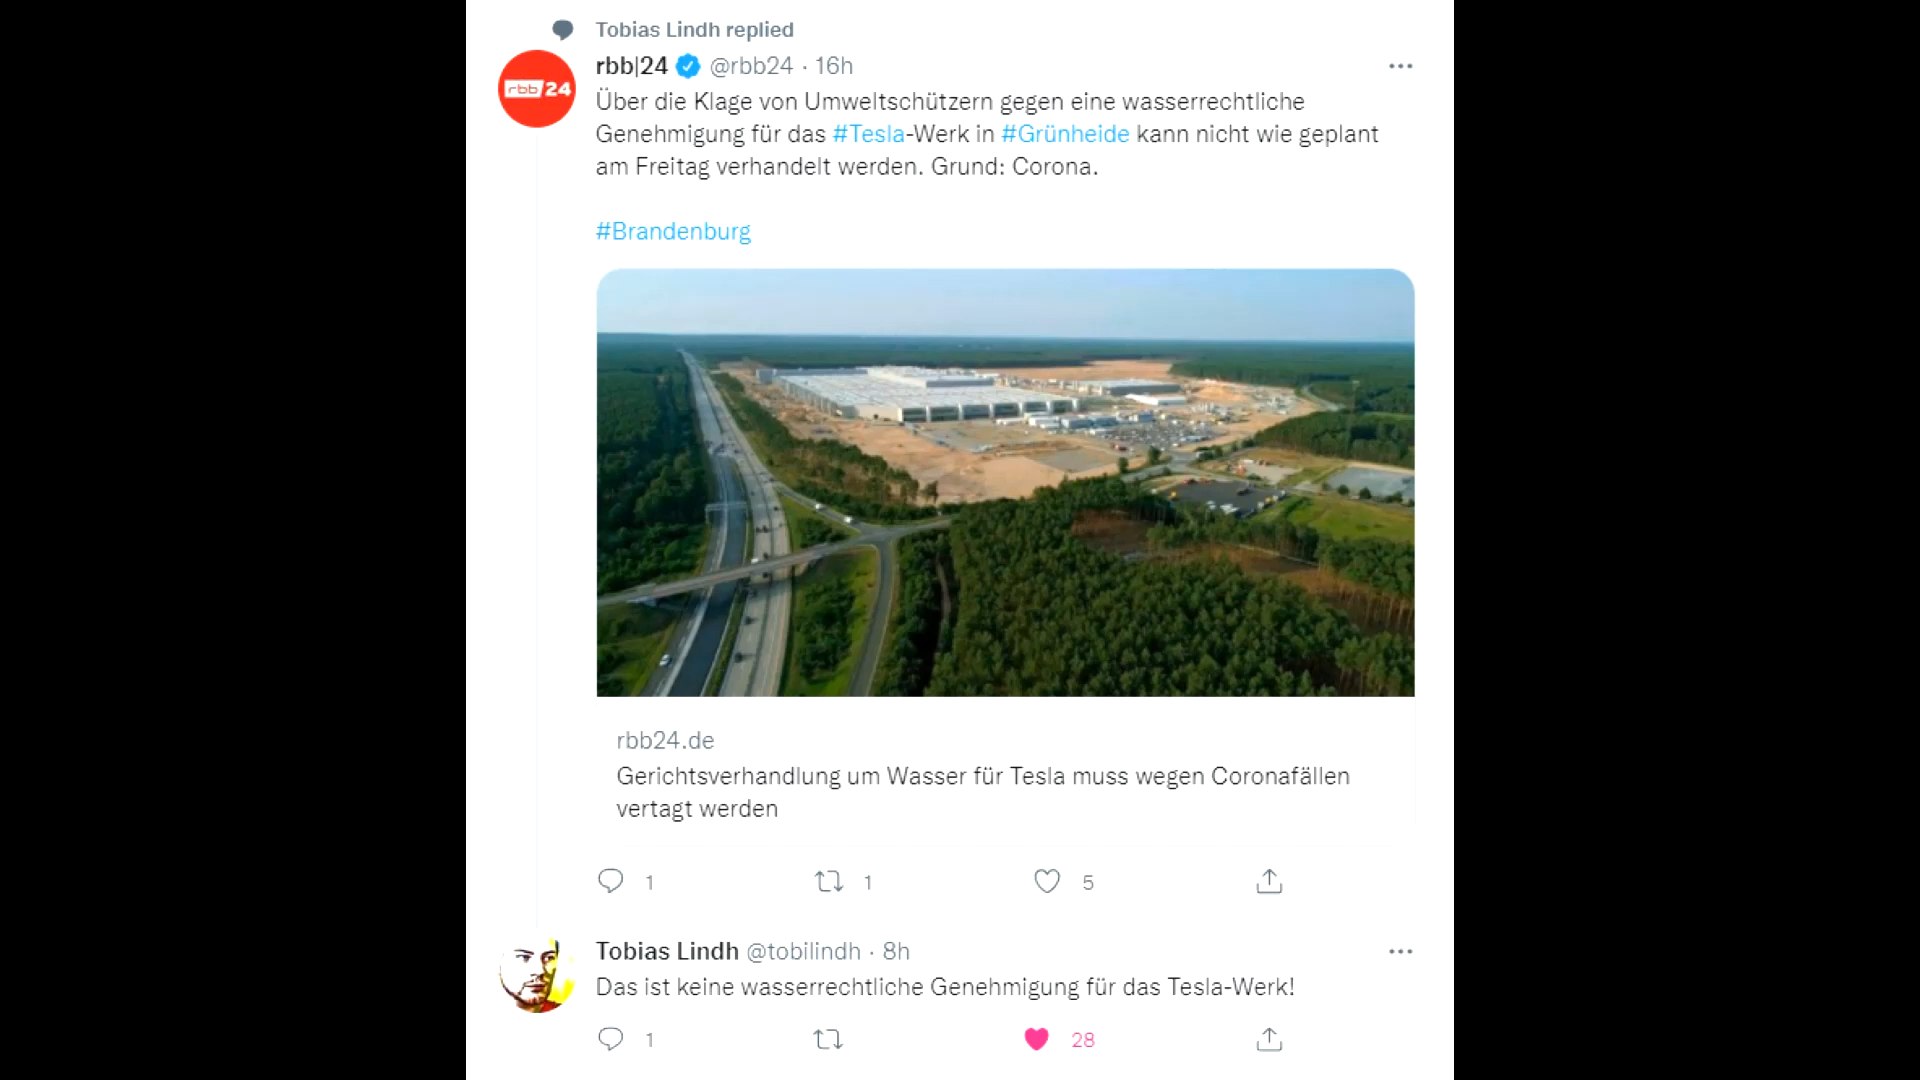 Tobias Lindh replied
rbb|24 @rbb24 · 16h
rbb 24
Über die Klage von Umweltschützern gegen eine wasserrechtliche
Genehmigung für das #Tesla-Werk in #Grünheide kann nicht wie geplant
am Freitag verhandelt werden. Grund: Corona.
#Brandenburg
rbb24.de
Gerichtsverhandlung um Wasser für Tesla muss wegen Coronafällen
vertagt werden
1 1 5
Tobias Lindh @tobilindh · 8h
Das ist keine wasserrechtliche Genehmigung für das Tesla-Werk!
1 28